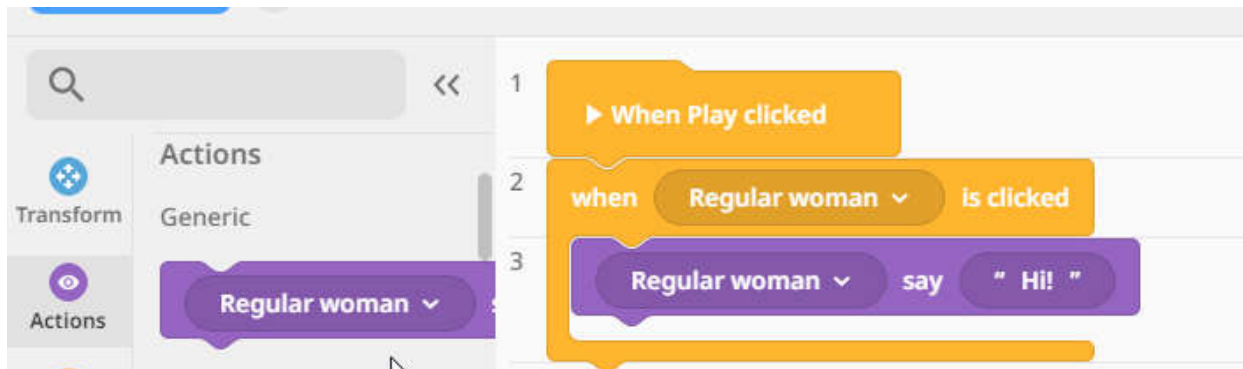 Transform
Actions
Actions
Generic
Regular woman
1
When Play clicked
2
when Regular woman is clicked
3
Regular woman say " Hi! "